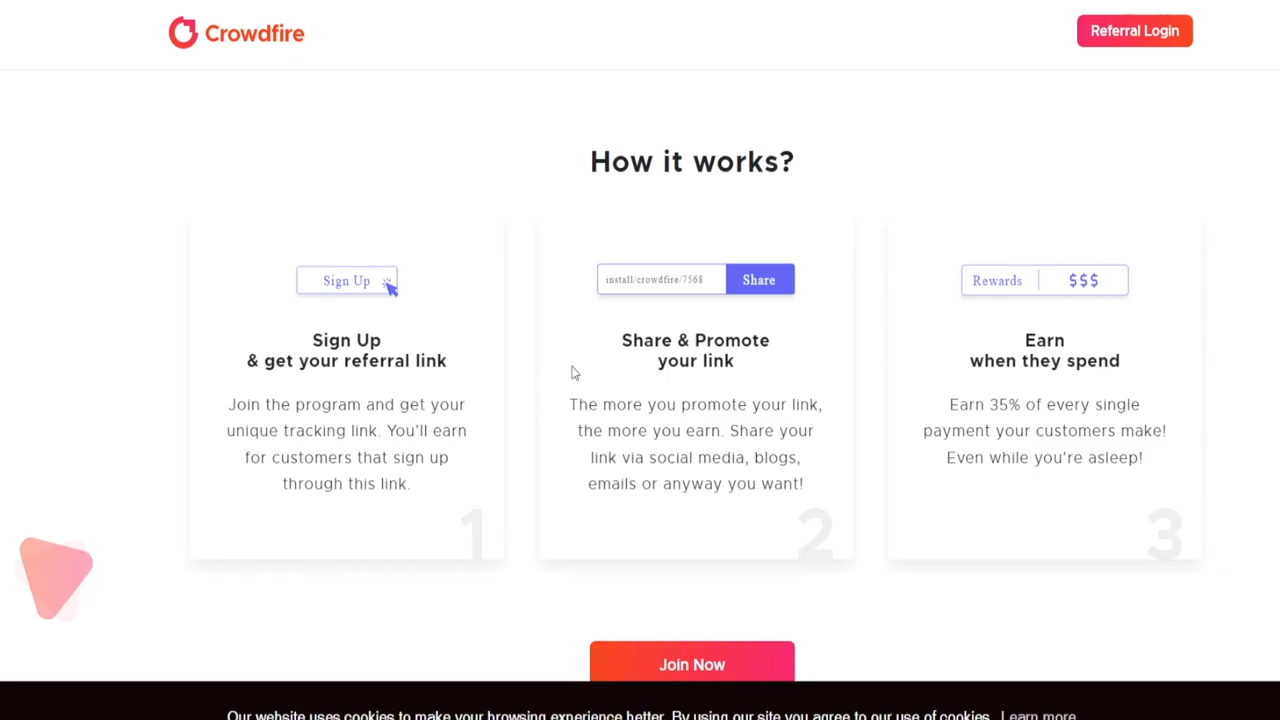 Crowdfire
Referral Login
How it works?
Sign Up
Sign Up
& get your referral link
Join the program and get your
unique tracking link. You'll earn
for customers that sign up
through this link.
1
install/crowdfire/7568
Share
Share & Promote
your link
The more you promote your link,
the more you earn. Share your
link via social media, blogs,
emails or anyway you want!
2
Rewards
$$$
Earn
when they spend
Earn 35% of every single
payment your customers make!
Even while you're asleep!
3
Join Now
Our website uses cookies to make your browsing experience better. By using our site you agree to our use of cookies. Learn more